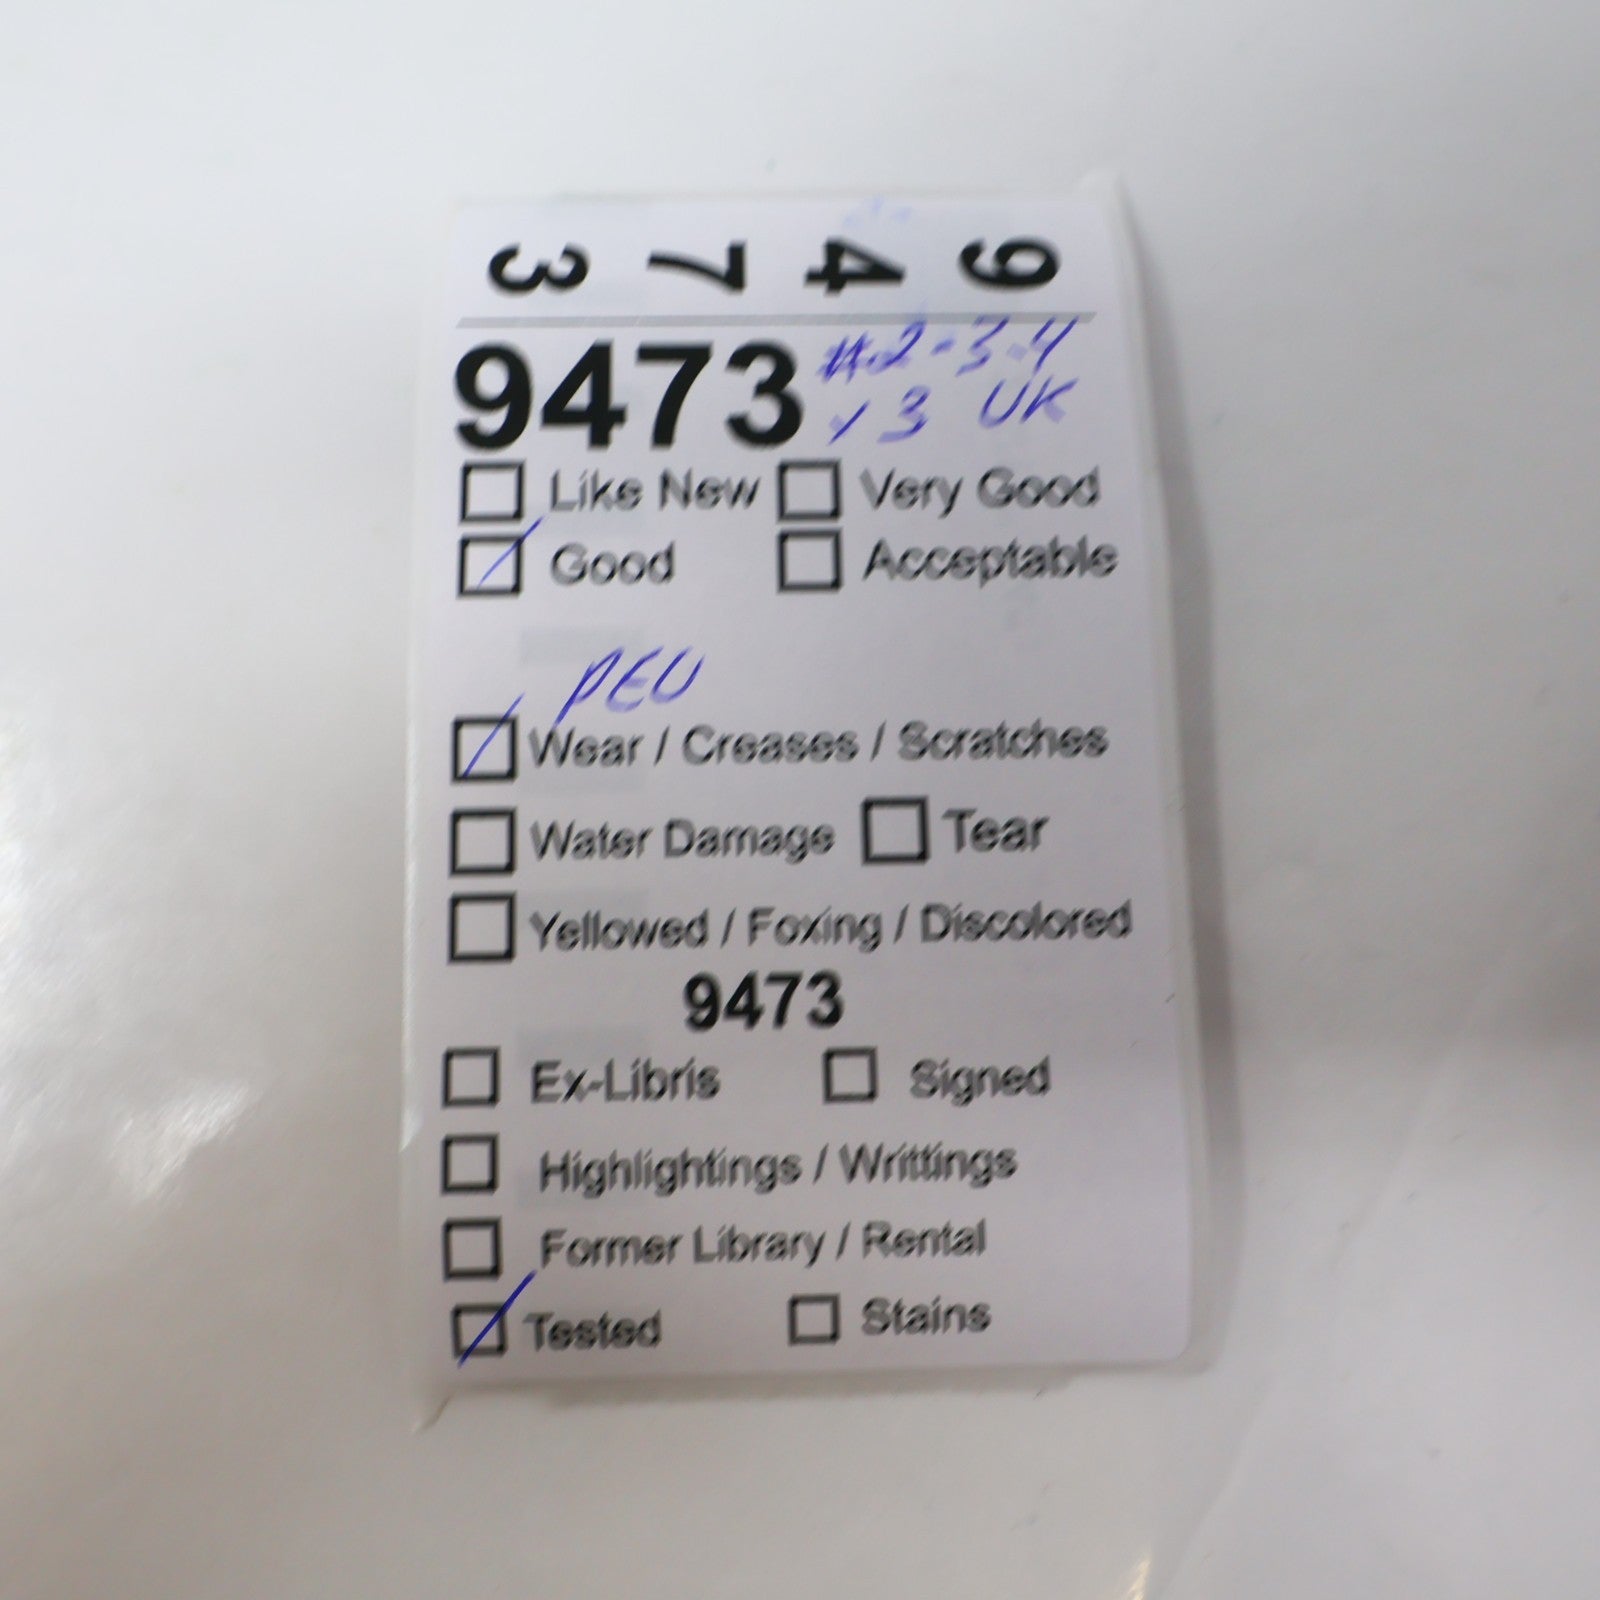 9 4 7 3
9473 #2-3-4
x3 UK
Like New Very Good
Good Acceptable
PEU
Wear / Creases / Scratches
Water Damage Tear
Yellowed / Foxing / Discolored
9473
Ex-Libris Signed
Highlightings / Writtings
Former Library / Rental
Tested Stains